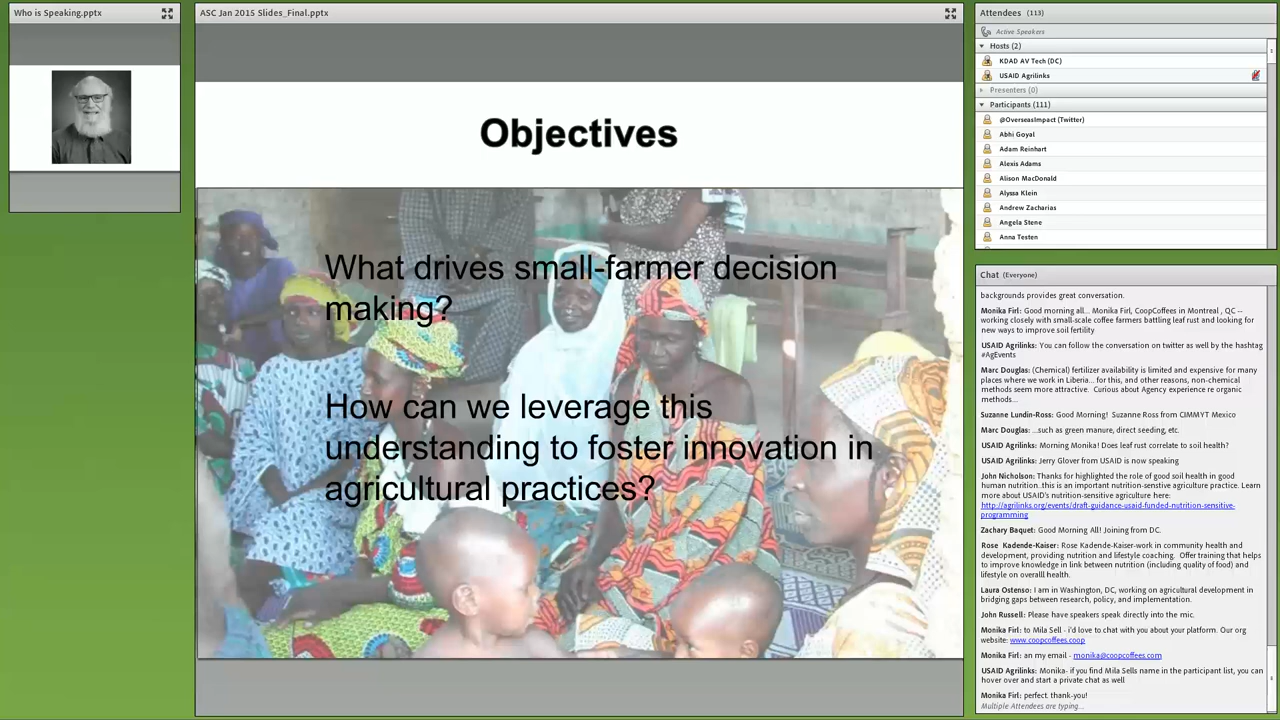 Who is Speaking.pptx
ASC Jan 2015 Slides_Final.pptx
Objectives
What drives small-farmer decision
making?
How can we leverage this
understanding to foster innovation in
agricultural practices?
Attendees (113)
Active Speakers
Hosts (2)
KDAD AV Tech (DC)
USAID Agrilinks
Presenters (0)
Participants (111)
@OverseasImpact (Twitter)
Abhi Goyal
Adam Reinhart
Alexis Adams
Alison MacDonald
Alyssa Klein
Andrew Zacharias
Angela Stene
Anna Testen
Chat (Everyone)
backgrounds provides great conversation.
Monika Firl: Good morning all... Monika Firl, CoopCoffees in Montreal , QC --
working closely with small-scale coffee farmers battling leaf rust and looking for
new ways to improve soil fertility
USAID Agrilinks: You can follow the conversation on twitter as well by the hashtag
#AgEvents
Marc Douglas: (Chemical) fertilizer availability is limited and expensive for many
places where we work in Liberia... for this, and other reasons, non-chemical
methods seem more attractive. Curious about Agency experience re organic
methods...
Suzanne Lundin-Ross: Good Morning! Suzanne Ross from CIMMYT Mexico
Marc Douglas: ...such as green manure, direct seeding, etc.
USAID Agrilinks: Morning Monika! Does leaf rust correlate to soil health?
USAID Agrilinks: Jerry Glover from USAID is now speaking
John Nicholson: Thanks for highlighted the role of good soil health in good
human nutrition. this is an important nutrition-senstive agriculture practice. Learn
more about USAID's nutrition-sensitive agriculture here:
http://agrilinks.org/events/draft-guidance-usaid-funded-nutrition-sensitive-
programming
Zachary Baquet: Good Morning All! Joining from DC.
Rose Kadende-Kaiser: Rose Kadende-Kaiser-work in community health and
development, providing nutrition and lifestyle coaching. Offer training that helps
to improve knowledge in link between nutrition (including quality of food) and
lifestyle on overalll health.
Laura Ostenso: I am in Washington, DC, working on agricultural development in
bridging gaps between research, policy, and implementation.
John Russell: Please have speakers speak directly into the mic.
Monika Firl: to Mila Sell - i'd love to chat with you about your platform. Our org
website: www.coopcoffees.coop
Monika Firl: an my email - monika@coopcoffees.com
USAID Agrilinks: Monika- if you find Mila Sells name in the participant list, you can
hover over and start a private chat as well
Monika Firl: perfect. thank-you!
Multiple Attendees are typing...